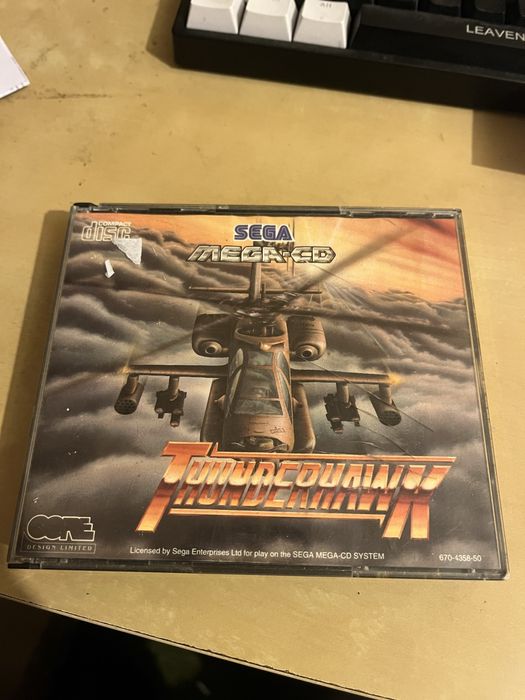 All
LEAVEN
COMPACT
disc
SEGA
MEGA-CD
THUNDERHAWK
CORE
DESIGN LIMITED
Licensed by Sega Enterprises Ltd for play on the SEGA MEGA-CD SYSTEM
670-4358-50